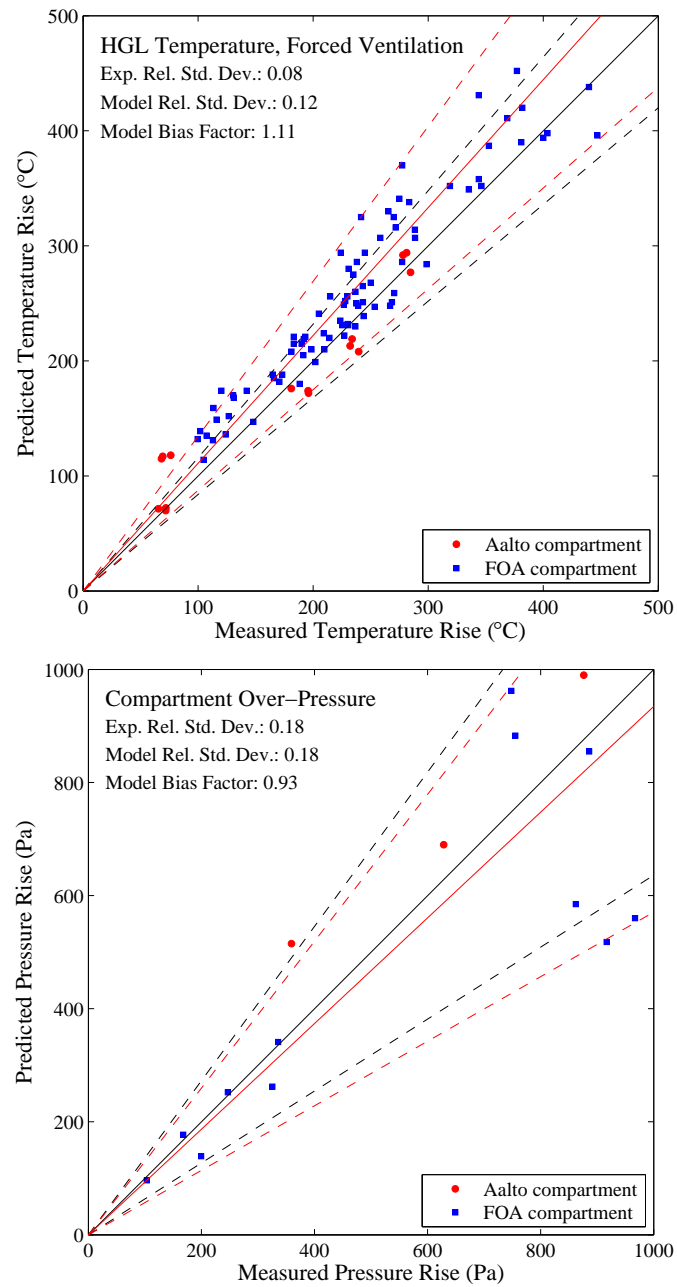 HGL Temperature, Forced Ventilation
Exp. Rel. Std. Dev.: 0.08
Model Rel. Std. Dev.: 0.12
Model Bias Factor: 1.11
Predicted Temperature Rise (°C)
500
400
300
200
100
0
0 100 200 300 400 500
Aalto compartment
FOA compartment
Measured Temperature Rise (°C)
Compartment Over−Pressure
Exp. Rel. Std. Dev.: 0.18
Model Rel. Std. Dev.: 0.18
Model Bias Factor: 0.93
Predicted Pressure Rise (Pa)
1000
800
600
400
200
0
0 200 400 600 800 1000
Aalto compartment
FOA compartment
Measured Pressure Rise (Pa)